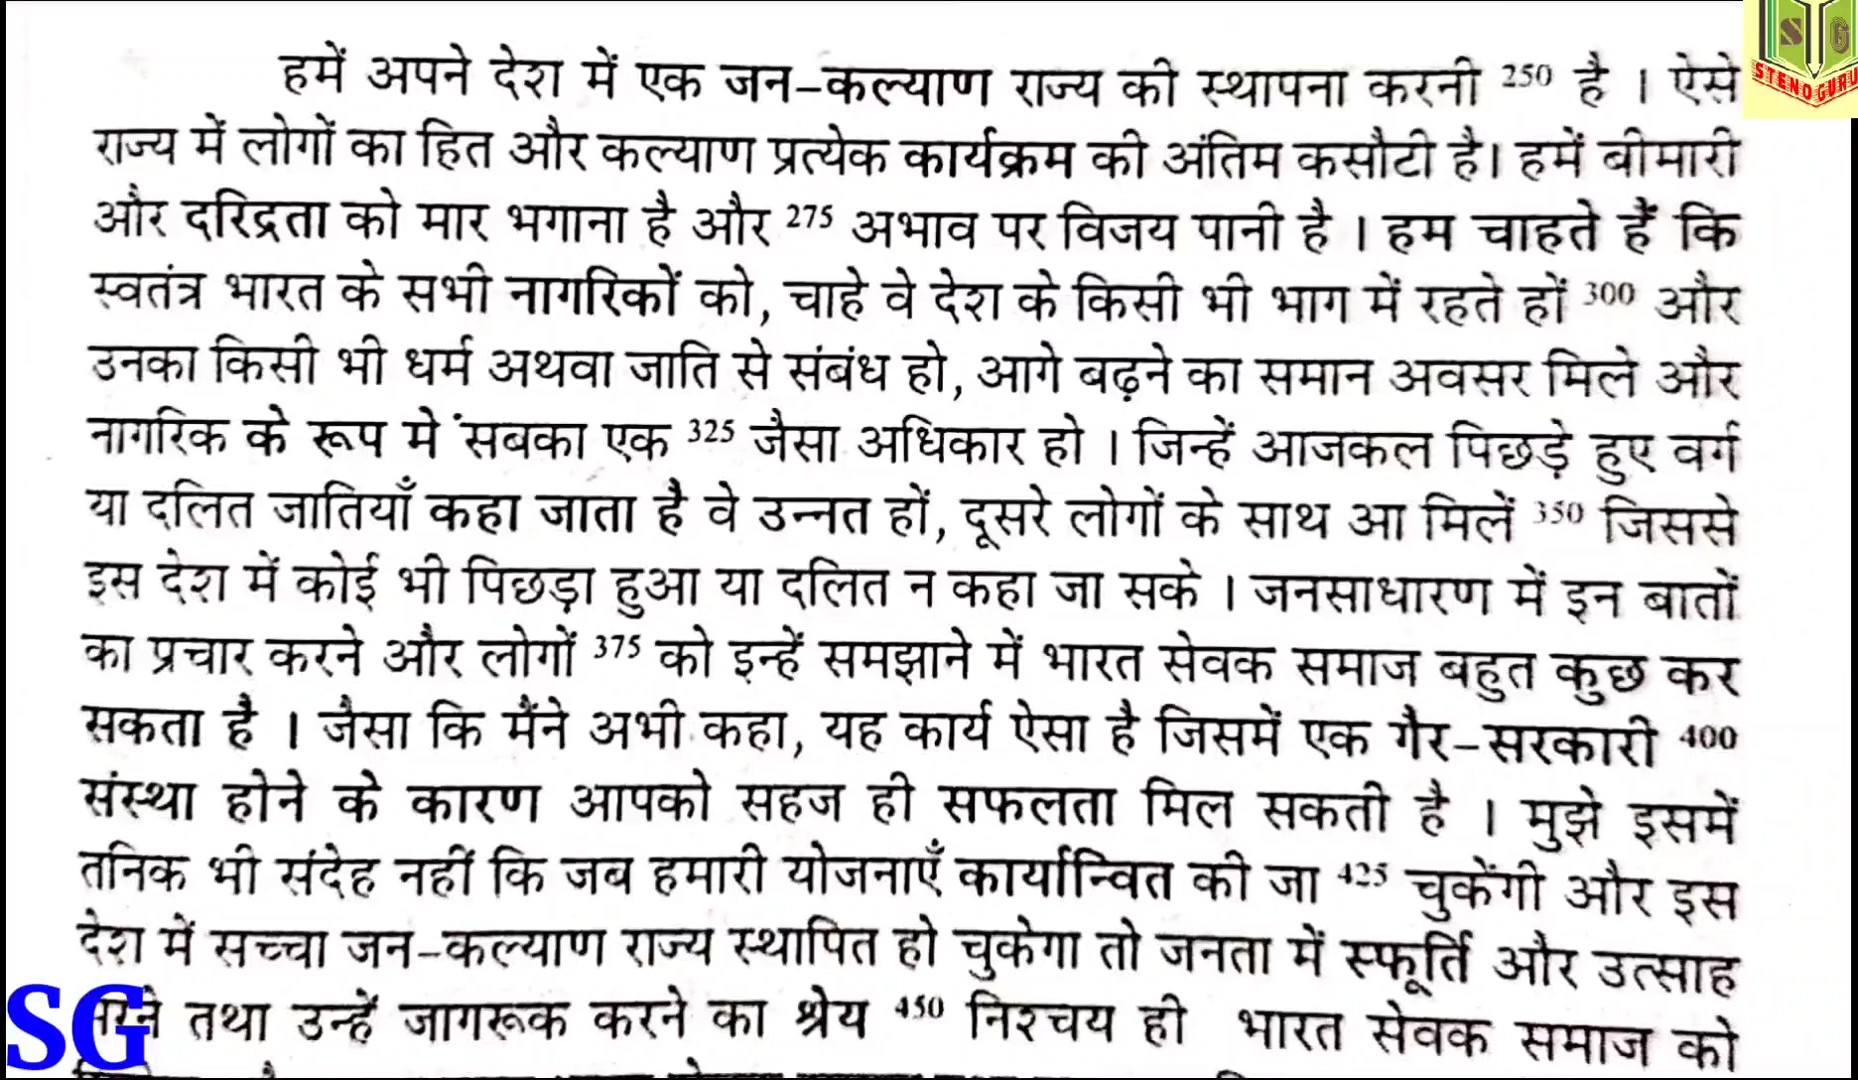 हमें अपने देश में एक जन-कल्याण राज्य की स्थापना करनी 250 है । ऐसे
राज्य में लोगों का हित और कल्याण प्रत्येक कार्यक्रम की अंतिम कसौटी है। हमें बीमारी
और दरिद्रता को मार भगाना है और 275 अभाव पर विजय पानी है । हम चाहते हैं कि
स्वतंत्र भारत के सभी नागरिकों को, चाहे वे देश के किसी भी भाग में रहते हों 300 और
उनका किसी भी धर्म अथवा जाति से संबंध हो, आगे बढ़ने का समान अवसर मिले और
नागरिक के रूप में सबका एक 325 जैसा अधिकार हो । जिन्हें आजकल पिछड़े हुए वर्ग
या दलित जातियाँ कहा जाता है वे उन्नत हों, दूसरे लोगों के साथ आ मिलें 350 जिससे
इस देश में कोई भी पिछड़ा हुआ या दलित न कहा जा सके । जनसाधारण में इन बातों
का प्रचार करने और लोगों 375 को इन्हें समझाने में भारत सेवक समाज बहुत कुछ कर
सकता है । जैसा कि मैंने अभी कहा, यह कार्य ऐसा है जिसमें एक गैर-सरकारी 400
संस्था होने के कारण आपको सहज ही सफलता मिल सकती है । मुझे इसमें
तनिक भी संदेह नहीं कि जब हमारी योजनाएँ कार्यान्वित की जा 425 चुकेंगी और इस
देश में सच्चा जन-कल्याण राज्य स्थापित हो चुकेगा तो जनता में स्फूर्ति और उत्साह
तथा उन्हें जागरूक करने का श्रेय 450 निश्चय ही भारत सेवक समाज को
SG
S G
STENOGURU